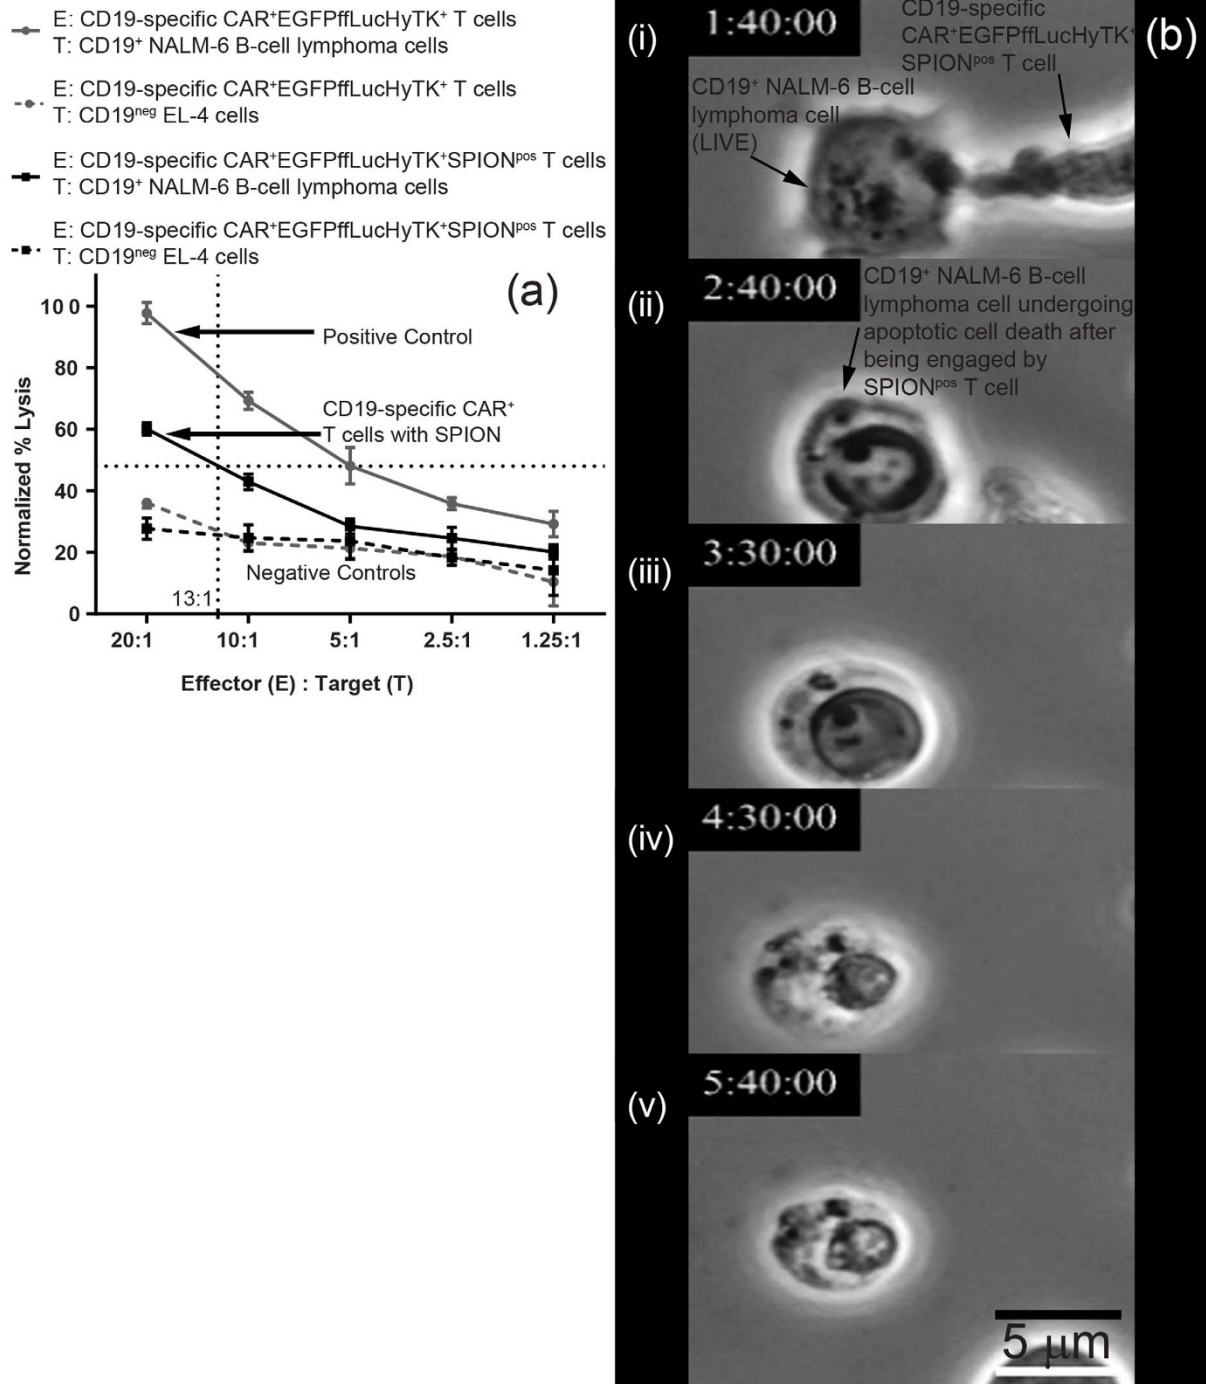 E: CD19-specific CAR⁺EGFPffLucHyTK⁺ T cells
T: CD19⁺ NALM-6 B-cell lymphoma cells
E: CD19-specific CAR⁺EGFPffLucHyTK⁺ T cells
T: CD19ⁿᵉᵍ EL-4 cells
E: CD19-specific CAR⁺EGFPffLucHyTK⁺SPIONᵖᵒˢ T cells
T: CD19⁺ NALM-6 B-cell lymphoma cells
E: CD19-specific CAR⁺EGFPffLucHyTK⁺SPIONᵖᵒˢ T cells
T: CD19ⁿᵉᵍ EL-4 cells
(a)
Normalized % Lysis
100
80
60
40
20
0
Positive Control
CD19-specific CAR⁺
T cells with SPION
Negative Controls
13:1
20:1 10:1 5:1 2.5:1 1.25:1
Effector (E) : Target (T)
(b)
(i)
1:40:00
CD19-specific
CAR⁺EGFPffLucHyTK⁺
SPIONᵖᵒˢ T cell
CD19⁺ NALM-6 B-cell
lymphoma cell
(LIVE)
(ii)
2:40:00
CD19⁺ NALM-6 B-cell
lymphoma cell undergoing
apoptotic cell death after
being engaged by
SPIONᵖᵒˢ T cell
(iii)
3:30:00
(iv)
4:30:00
(v)
5:40:00
5 μm